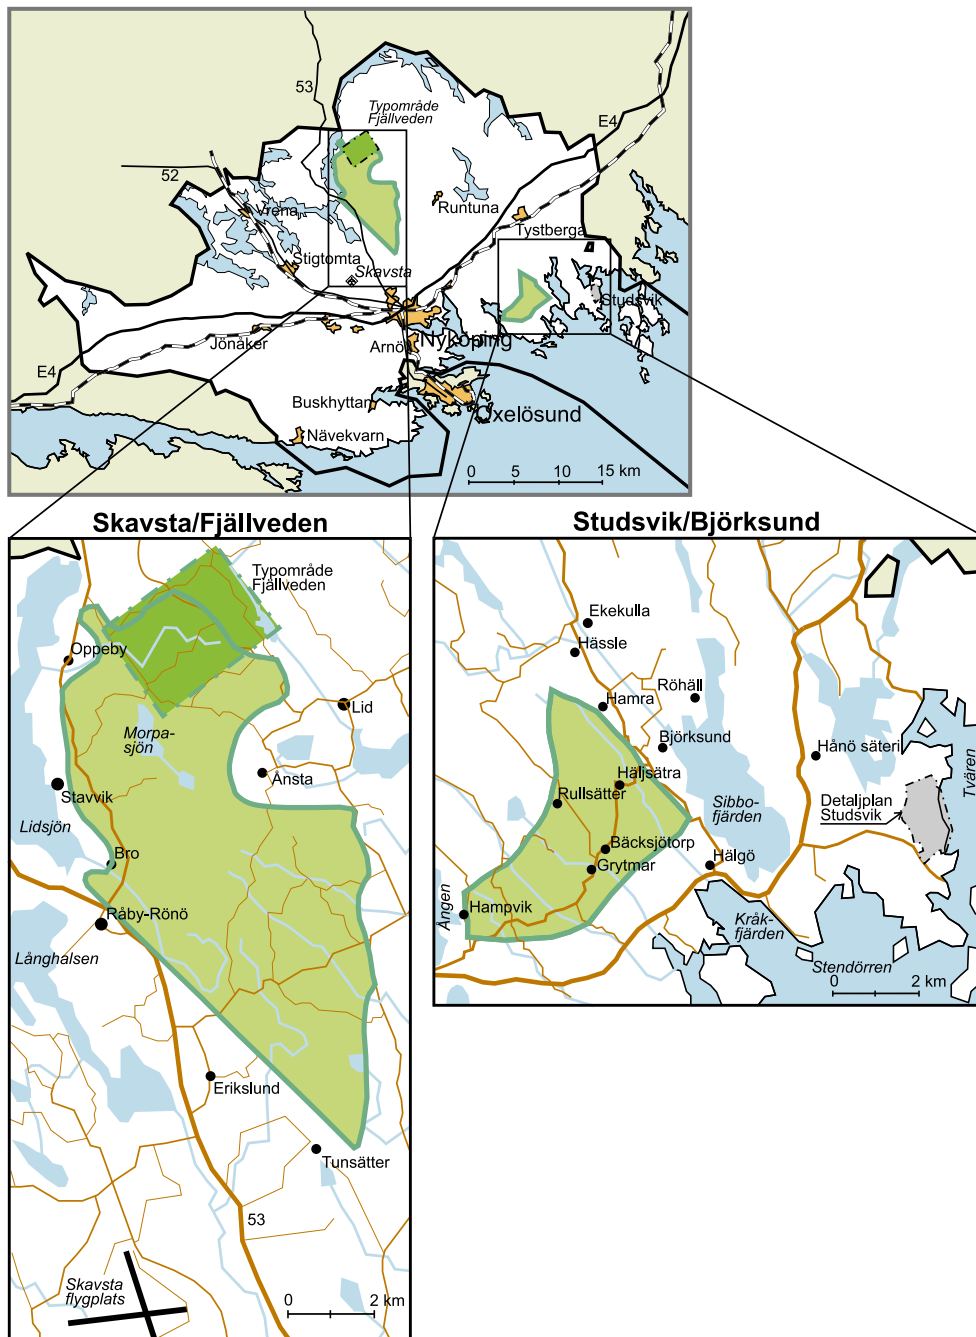 53
Typområde
Fjällveden
E4
52
Vrena
Runtuna
Tystberga
Stigtomta
Skavsta
Studsvik
Jönåker
Nyköping
Arnö
E4
Buskhyttan
Oxelösund
Nävekvarn
0 5 10 15 km
Skavsta/Fjällveden
Typområde
Fjällveden
Oppeby
Lid
Morpa-
sjön
Ånsta
Stavvik
Lidsjön
Bro
Råby-Rönö
Långhalsen
Erikslund
Tunsätter
53
Skavsta
flygplats
0 2 km
Studsvik/Björksund
Ekekulla
Hässle
Röhäll
Hamra
Björksund
Hånö säteri
Tvären
Häljsätra
Rullsätter
Sibbo-
fjärden
Detaljplan
Studsvik
Bäcksjötorp
Grytmar
Hälgö
Ången
Hampvik
Kråk-
fjärden
Stendörren
0 2 km